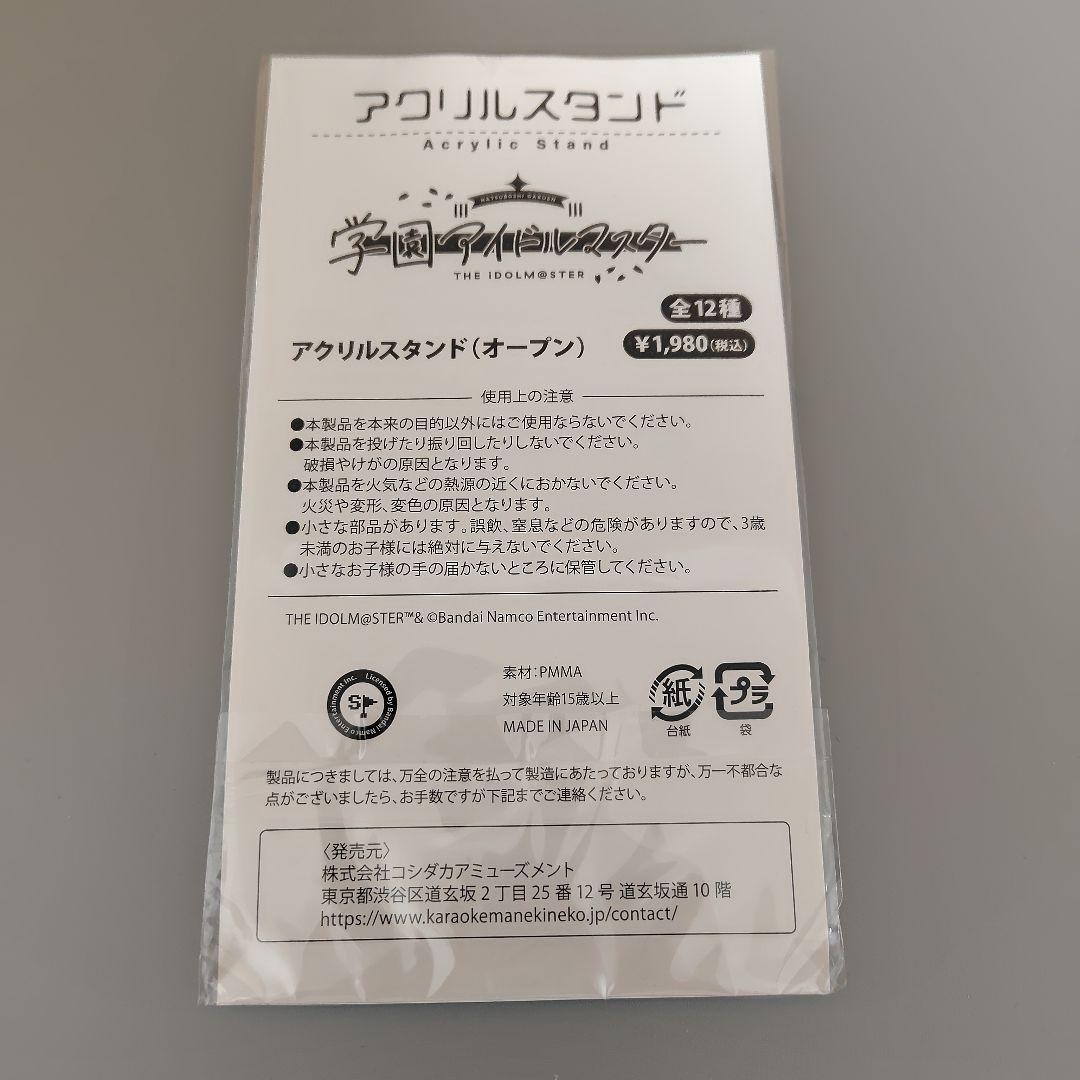 アクリルスタンド
Acrylic Stand
HATSUBOSHI GAKUEN
学園アイドルマスター
THE IDOLM@STER
全12種
アクリルスタンド(オープン)
¥1,980(税込)
使用上の注意
●本製品を本来の目的以外にはご使用ならないでください。
●本製品を投げたり振り回したりしないでください。
破損やけがの原因となります。
●本製品を火気などの熱源の近くにおかないでください。
火災や変形、変色の原因となります。
●小さな部品があります。誤飲、窒息などの危険がありますので、3歳
未満のお子様には絶対に与えないでください。
●小さなお子様の手の届かないところに保管してください。
THE IDOLM@STER™& ©Bandai Namco Entertainment Inc.
Licensed by Bandai Namco Entertainment Inc.
SP
素材:PMMA
対象年齢15歳以上
MADE IN JAPAN
紙
台紙
プラ
袋
製品につきましては、万全の注意を払って製造にあたっておりますが、万一不都合な
点がございましたら、お手数ですが下記までご連絡ください。
〈発売元〉
株式会社コシダカアミューズメント
東京都渋谷区道玄坂2丁目25番12号 道玄坂通10階
https://www.karaokemanekineko.jp/contact/